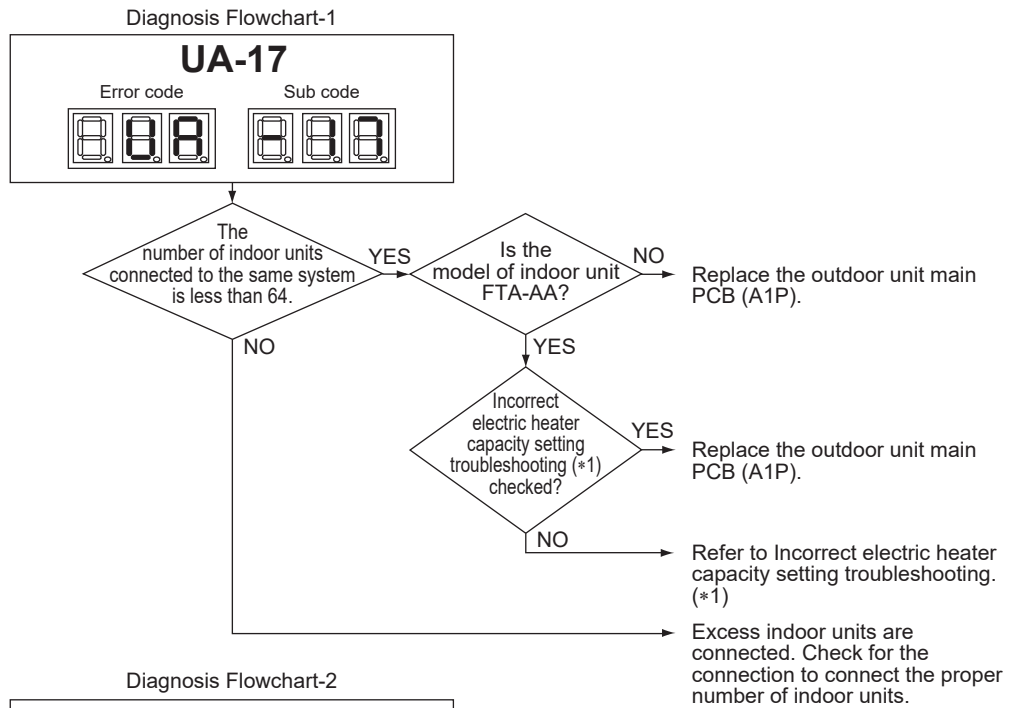 Diagnosis Flowchart-1
UA-17
Error code
Sub code
UA
-17
The
number of indoor units
connected to the same system
is less than 64.
YES
Is the
model of indoor unit
FTA-AA?
NO
Replace the outdoor unit main
PCB (A1P).
NO
YES
Incorrect
electric heater
capacity setting
troubleshooting (*1)
checked?
YES
Replace the outdoor unit main
PCB (A1P).
NO
Refer to Incorrect electric heater
capacity setting troubleshooting.
(*1)
Excess indoor units are
connected. Check for the
connection to connect the proper
number of indoor units.
Diagnosis Flowchart-2